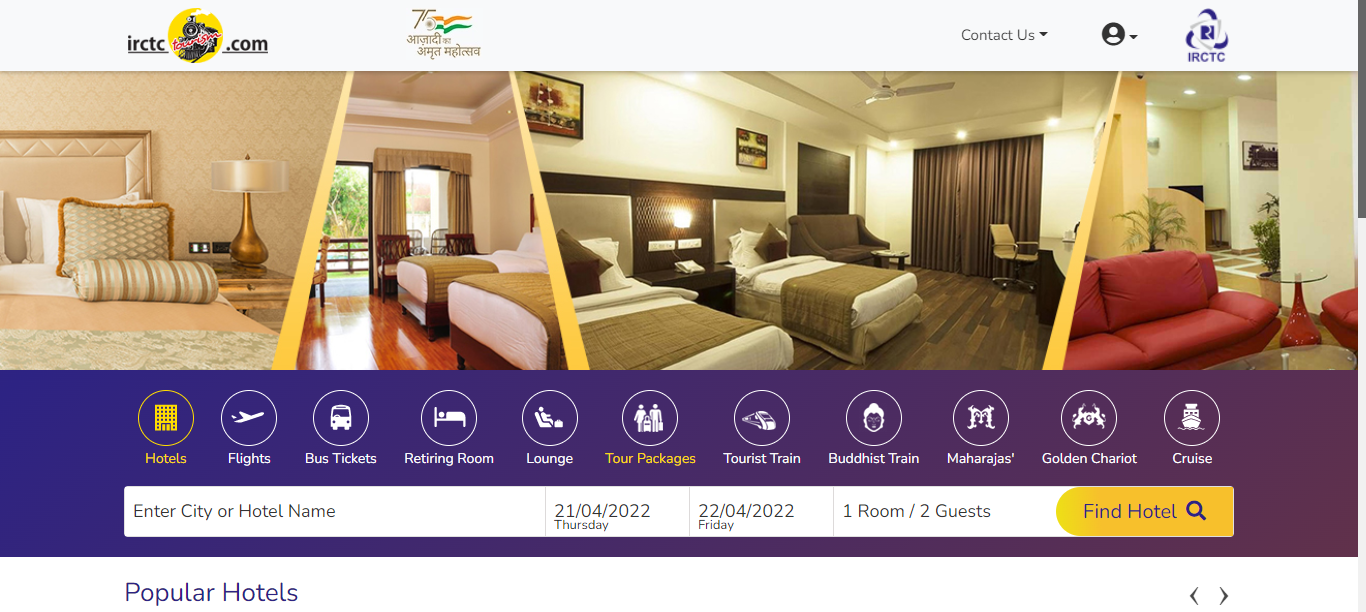 irctc tourism .com
75
आज़ादी का
अमृत महोत्सव
Contact Us
IRCTC
Hotels
Flights
Bus Tickets
Retiring Room
Lounge
Tour Packages
Tourist Train
Buddhist Train
Maharajas'
Golden Chariot
Cruise
Enter City or Hotel Name
21/04/2022
Thursday
22/04/2022
Friday
1 Room / 2 Guests
Find Hotel
Popular Hotels